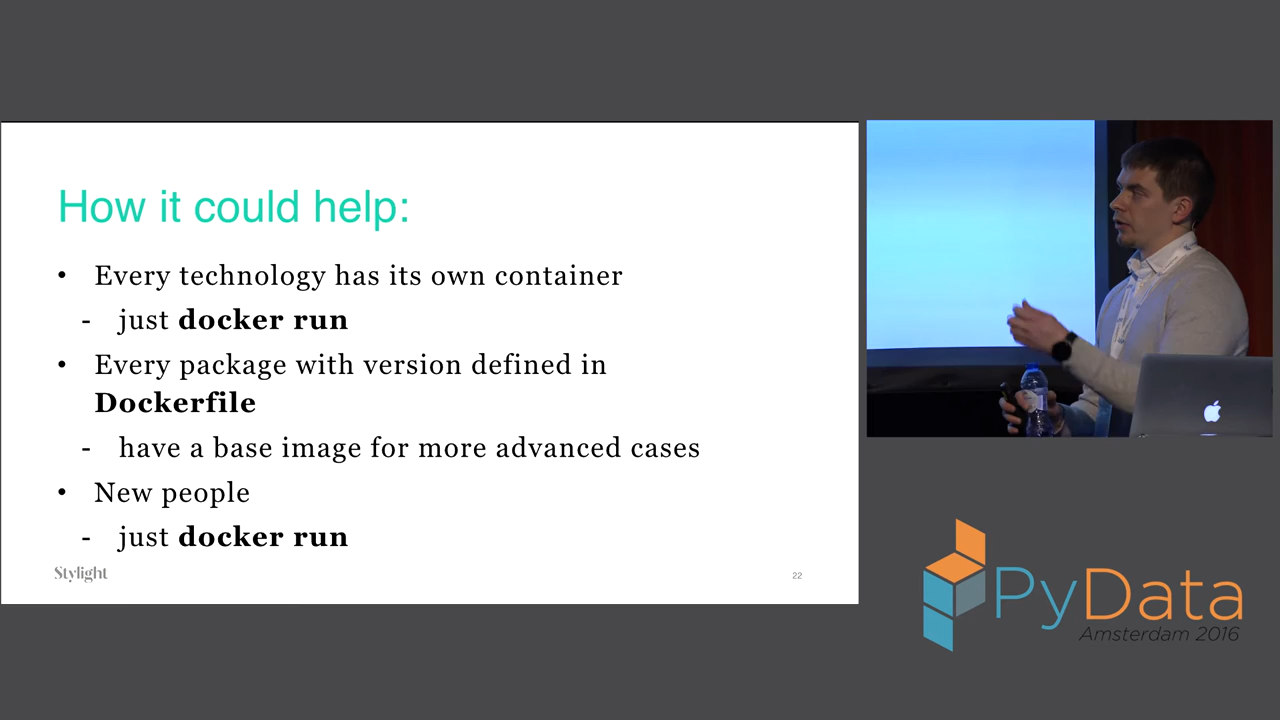 How it could help:
• Every technology has its own container
- just docker run
• Every package with version defined in
Dockerfile
- have a base image for more advanced cases
• New people
- just docker run
Stylight
22
PyData
Amsterdam 2016